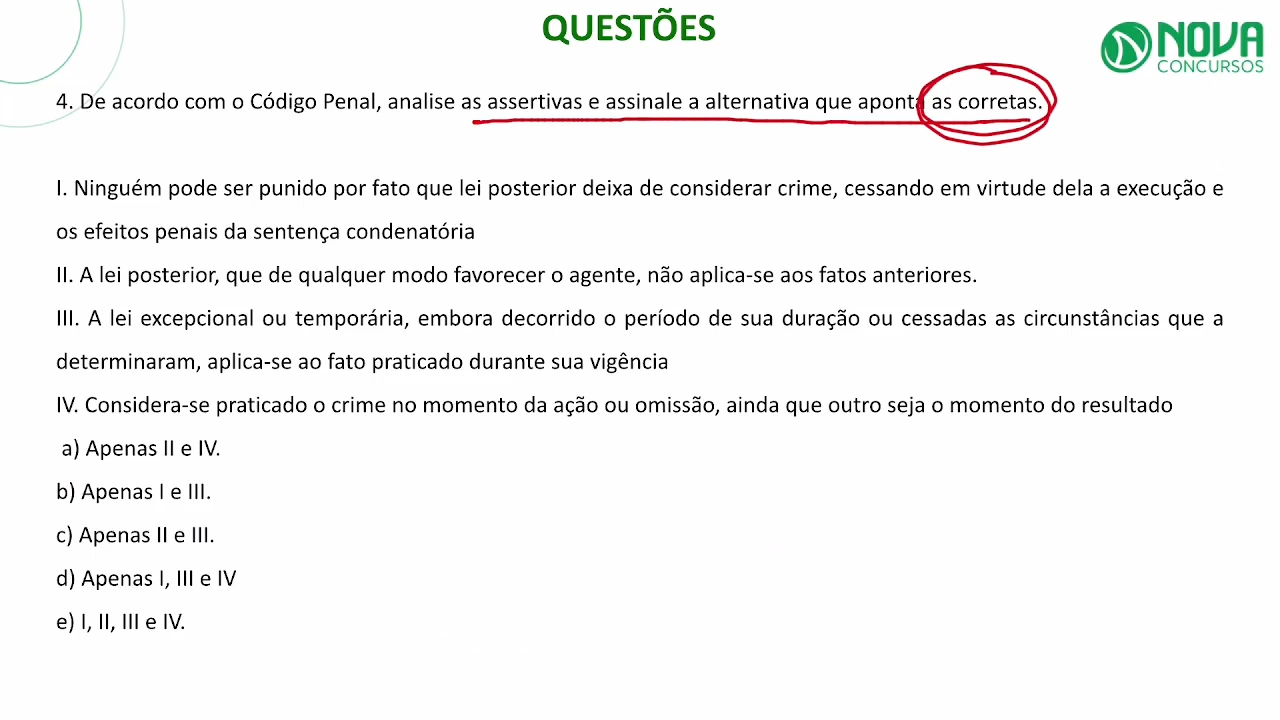 QUESTÕES
NOVA
CONCURSOS
4. De acordo com o Código Penal, analise as assertivas e assinale a alternativa que aponta as corretas.
I. Ninguém pode ser punido por fato que lei posterior deixa de considerar crime, cessando em virtude dela a execução e
os efeitos penais da sentença condenatória
II. A lei posterior, que de qualquer modo favorecer o agente, não aplica-se aos fatos anteriores.
III. A lei excepcional ou temporária, embora decorrido o período de sua duração ou cessadas as circunstâncias que a
determinaram, aplica-se ao fato praticado durante sua vigência
IV. Considera-se praticado o crime no momento da ação ou omissão, ainda que outro seja o momento do resultado
a) Apenas II e IV.
b) Apenas I e III.
c) Apenas II e III.
d) Apenas I, III e IV
e) I, II, III e IV.